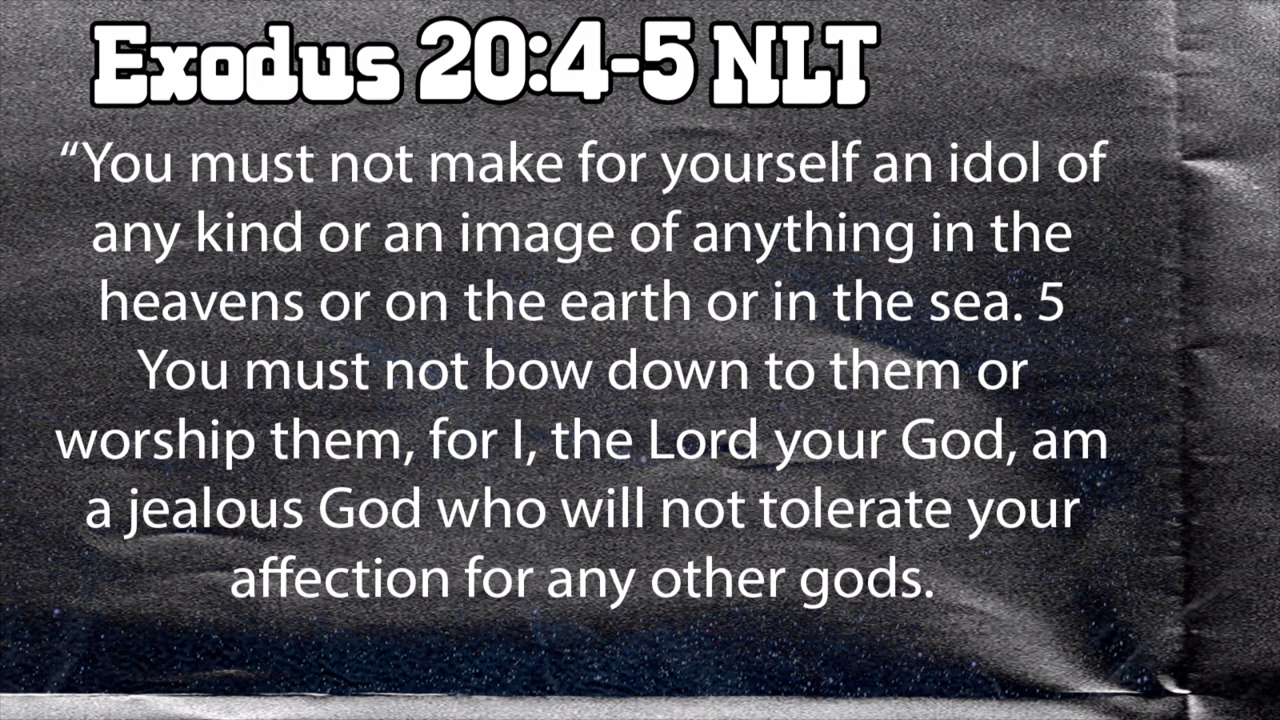 Exodus 20:4-5 NLT
“You must not make for yourself an idol of
any kind or an image of anything in the
heavens or on the earth or in the sea. 5
You must not bow down to them or
worship them, for I, the Lord your God, am
a jealous God who will not tolerate your
affection for any other gods.